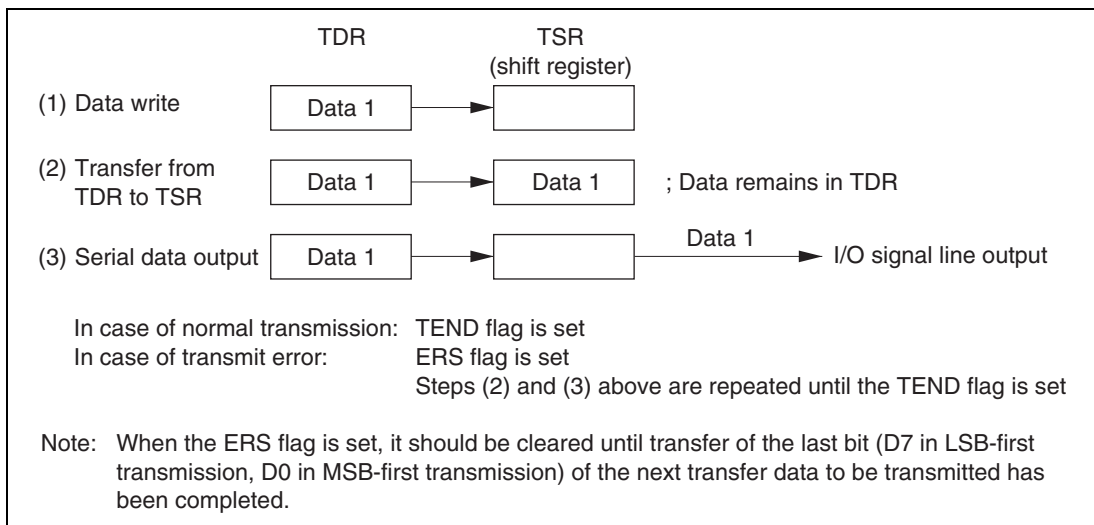 TDR TSR
(shift register)
(1) Data write Data 1
(2) Transfer from
TDR to TSR Data 1 Data 1 ; Data remains in TDR
(3) Serial data output Data 1 Data 1 I/O signal line output
In case of normal transmission: TEND flag is set
In case of transmit error: ERS flag is set
Steps (2) and (3) above are repeated until the TEND flag is set
Note: When the ERS flag is set, it should be cleared until transfer of the last bit (D7 in LSB-first
transmission, D0 in MSB-first transmission) of the next transfer data to be transmitted has
been completed.